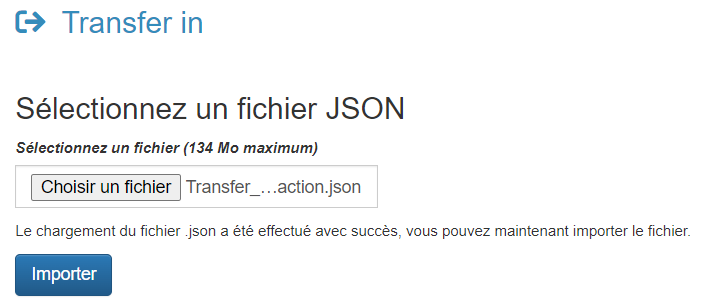 Transfer in
Sélectionnez un fichier JSON
Sélectionnez un fichier (134 Mo maximum)
Choisir un fichier Transfer_...action.json
Le chargement du fichier .json a été effectué avec succès, vous pouvez maintenant importer le fichier.
Importer